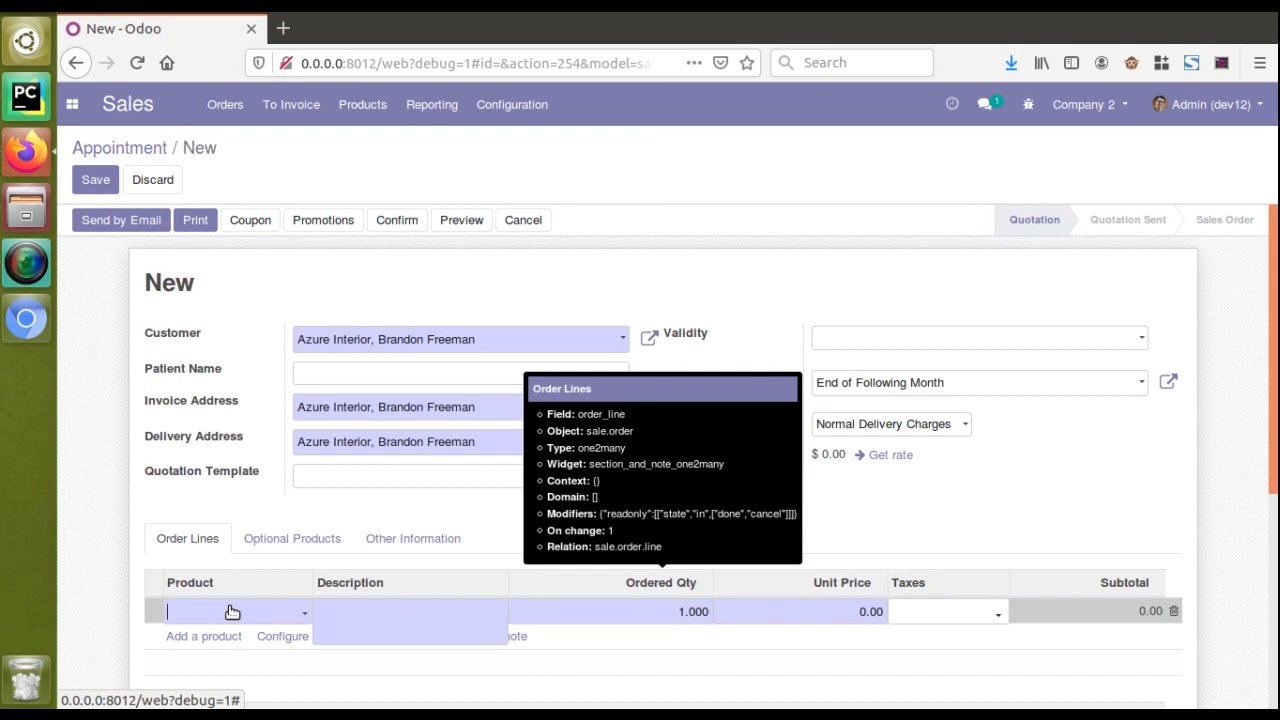 New - Odoo
0.0.0.0:8012/web?debug=1#id=&action=254&model=sa
Search
PC
Sales Orders To Invoice Products Reporting Configuration 1 Company 2 Admin (dev12)
Appointment / New
Save Discard
Send by Email Print Coupon Promotions Confirm Preview Cancel Quotation Quotation Sent Sales Order
New
Customer Azure Interior, Brandon Freeman Validity
Patient Name
End of Following Month
Invoice Address Azure Interior, Brandon Freeman
Normal Delivery Charges
Delivery Address Azure Interior, Brandon Freeman
$ 0.00 Get rate
Quotation Template
Order Lines
Field: order_line
Object: sale.order
Type: one2many
Widget: section_and_note_one2many
Context: {}
Domain: []
Modifiers: {"readonly":[["state","in",["done","cancel"]]]}
On change: 1
Relation: sale.order.line
Order Lines Optional Products Other Information
Product Description Ordered Qty Unit Price Taxes Subtotal
1.000 0.00 0.00
Add a product Configure note
0.0.0.0:8012/web?debug=1#